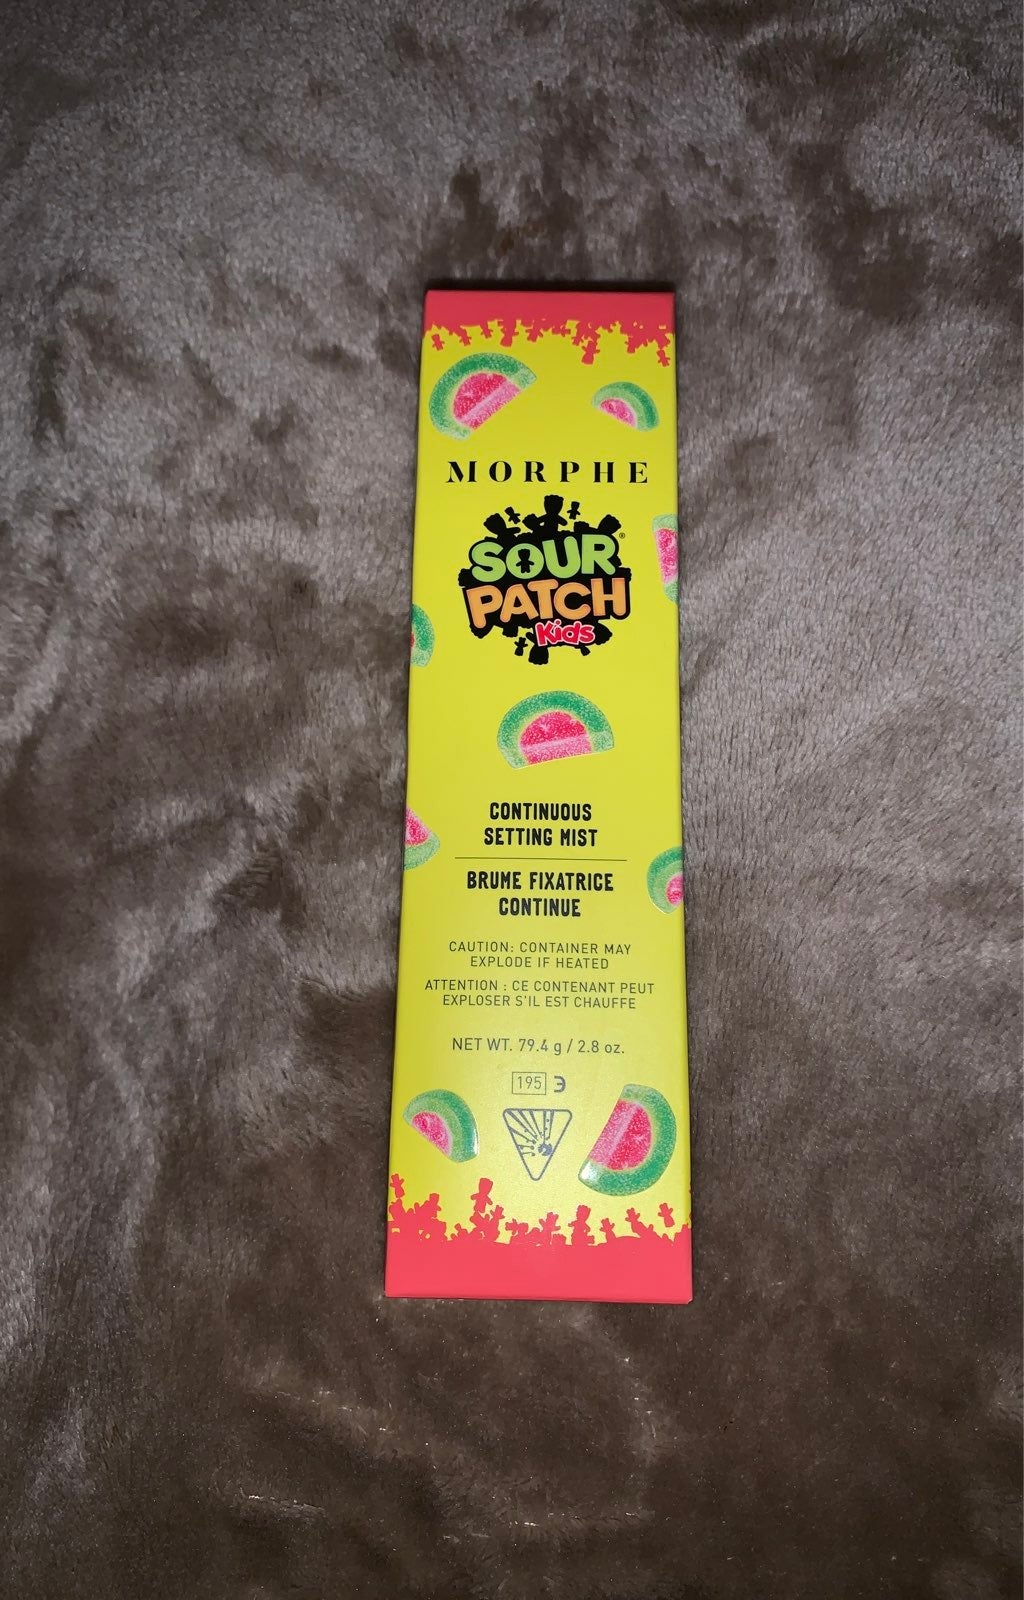 MORPHE
SOUR
PATCH
Kids
®
CONTINUOUS
SETTING MIST
BRUME FIXATRICE
CONTINUE
CAUTION: CONTAINER MAY
EXPLODE IF HEATED
ATTENTION : CE CONTENANT PEUT
EXPLOSER S'IL EST CHAUFFE
NET WT. 79.4 g / 2.8 oz.
195 3